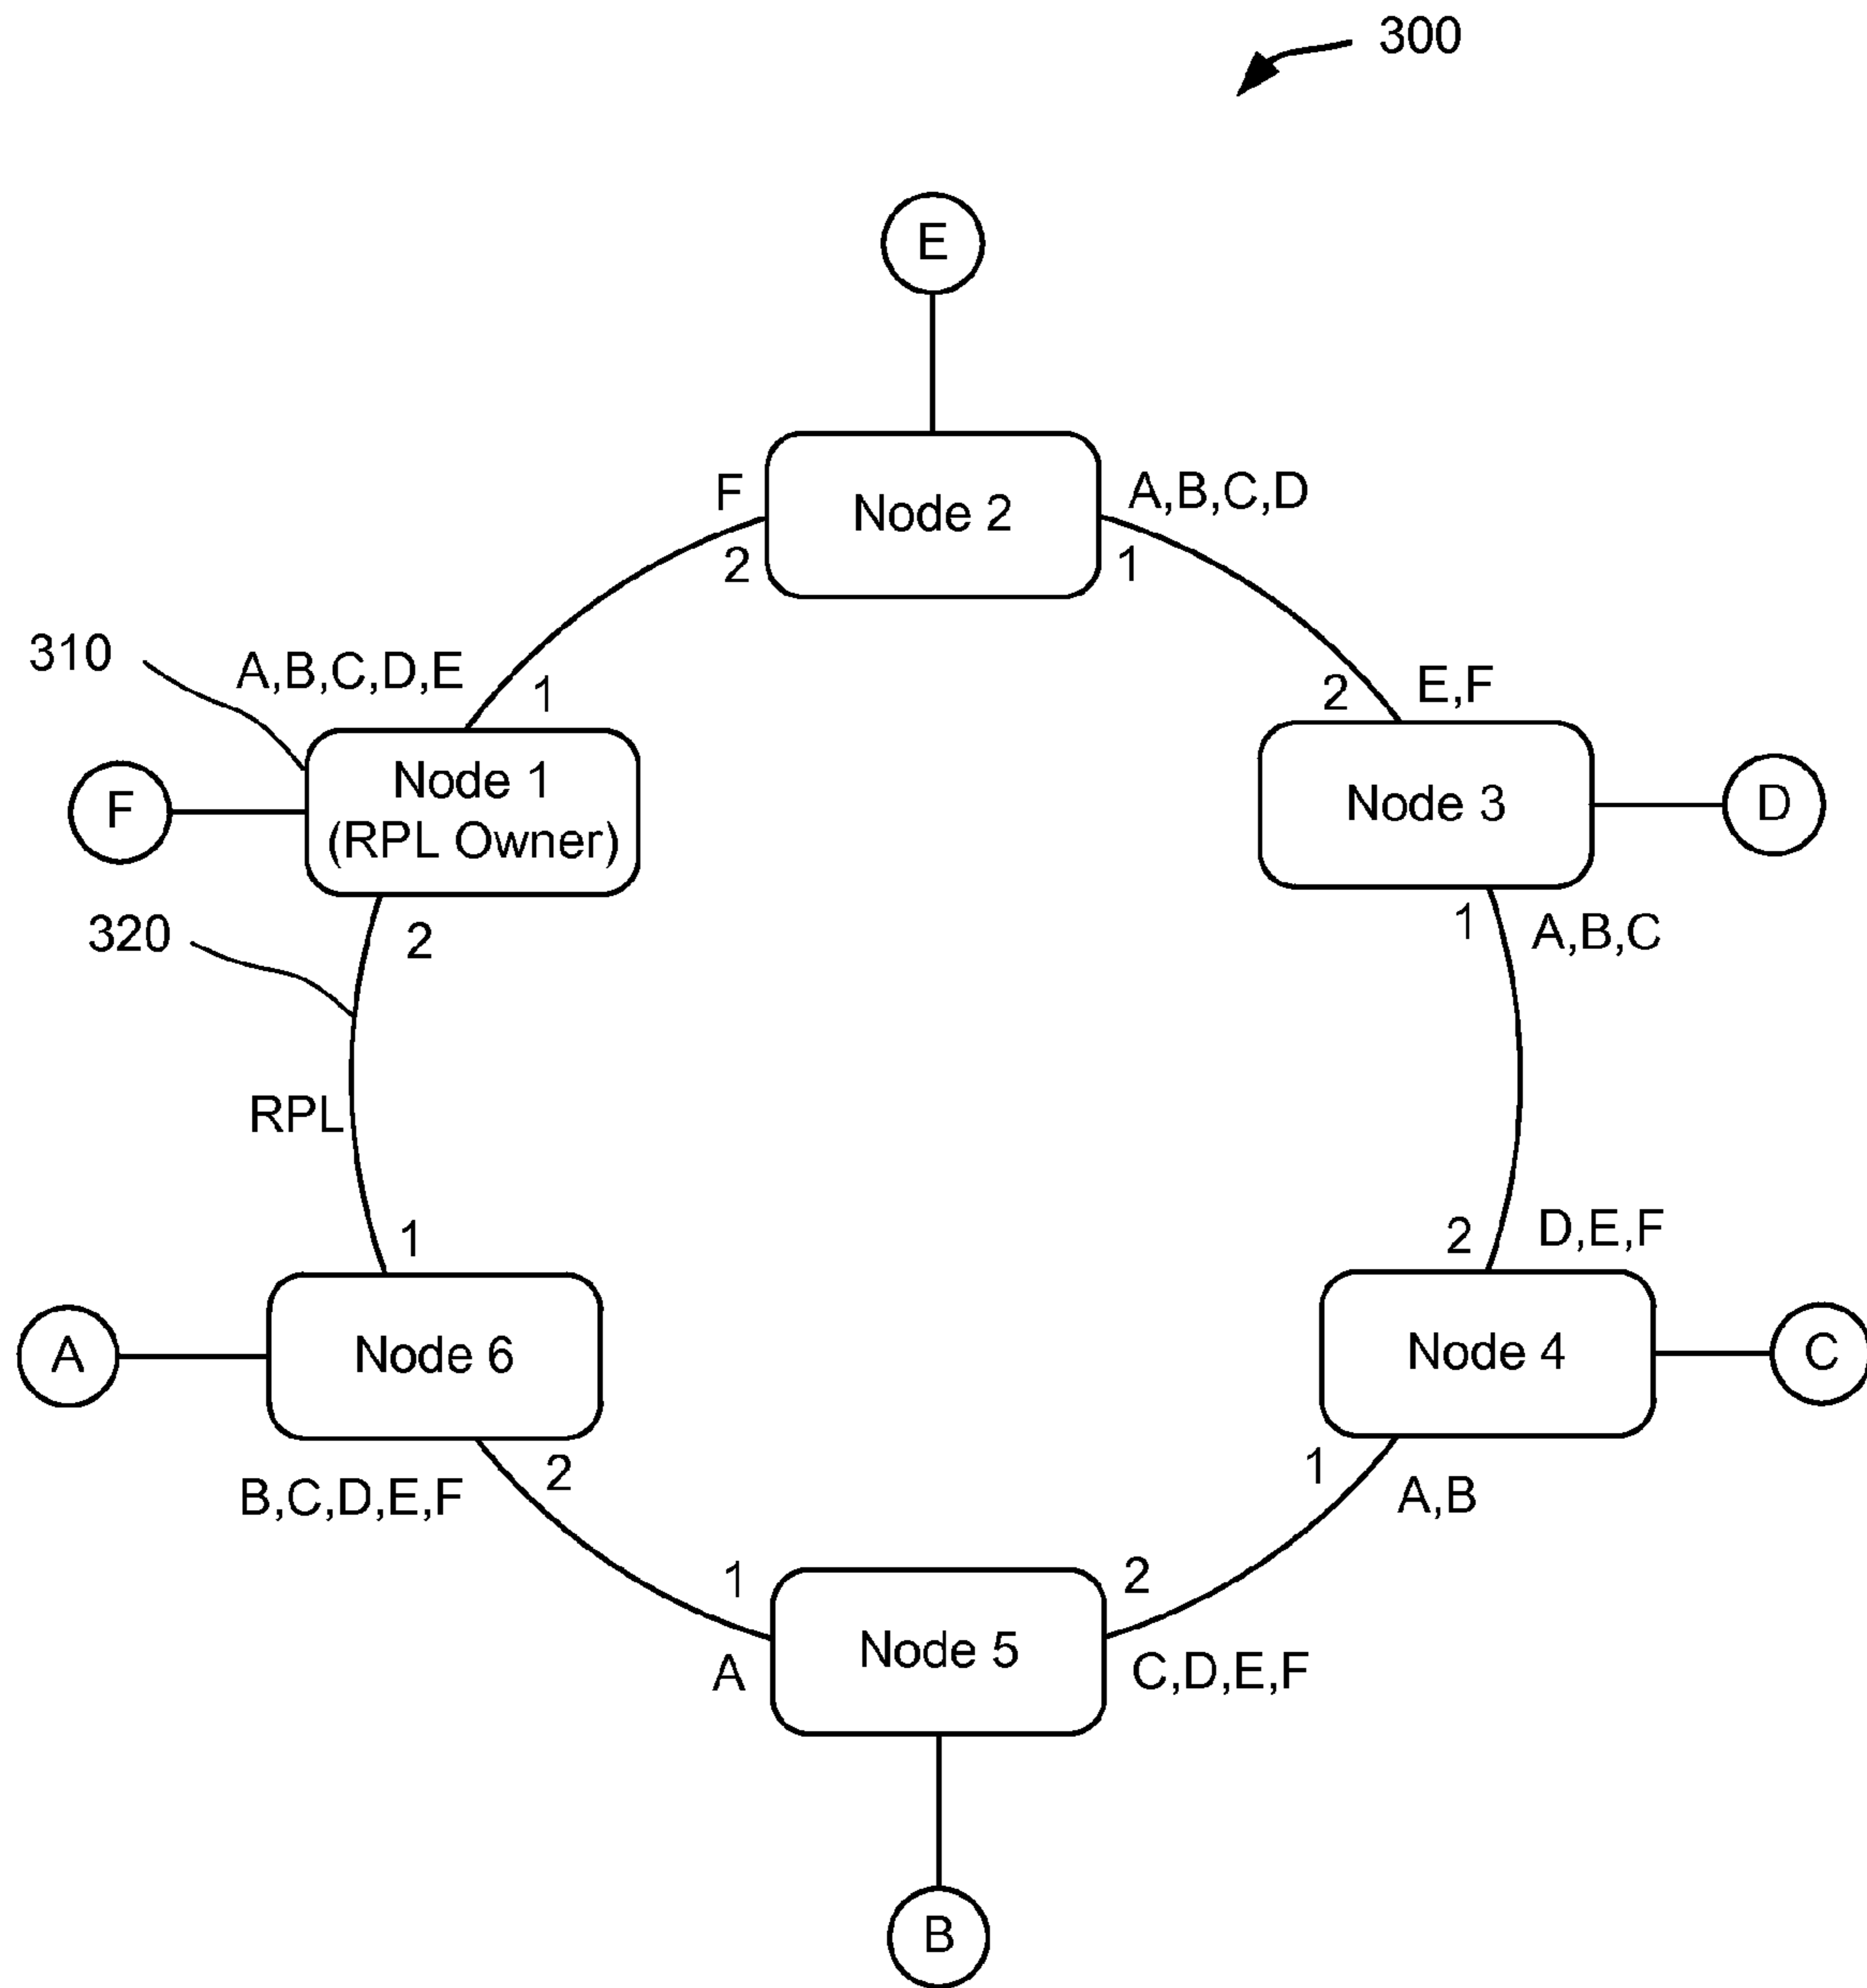 300
E
F
Node 2
A,B,C,D
2
1
310
A,B,C,D,E
1
2
E,F
F
Node 1
(RPL Owner)
Node 3
D
320
2
1
A,B,C
RPL
1
2
D,E,F
A
Node 6
Node 4
C
B,C,D,E,F
2
1
A,B
1
2
A
Node 5
C,D,E,F
B